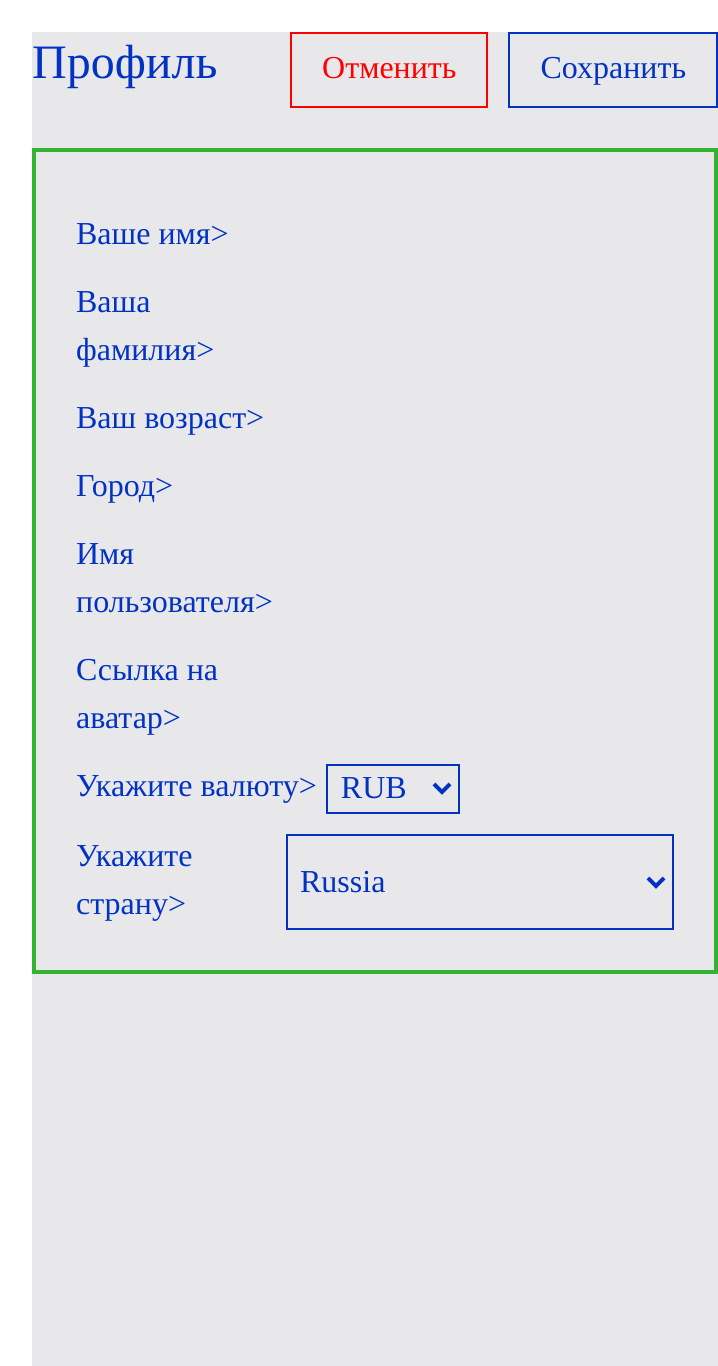 Профиль Отменить Сохранить
Ваше имя>
Ваша
фамилия>
Ваш возраст>
Город>
Имя
пользователя>
Ссылка на
аватар>
Укажите валюту> RUB
Укажите
страну>
Russia